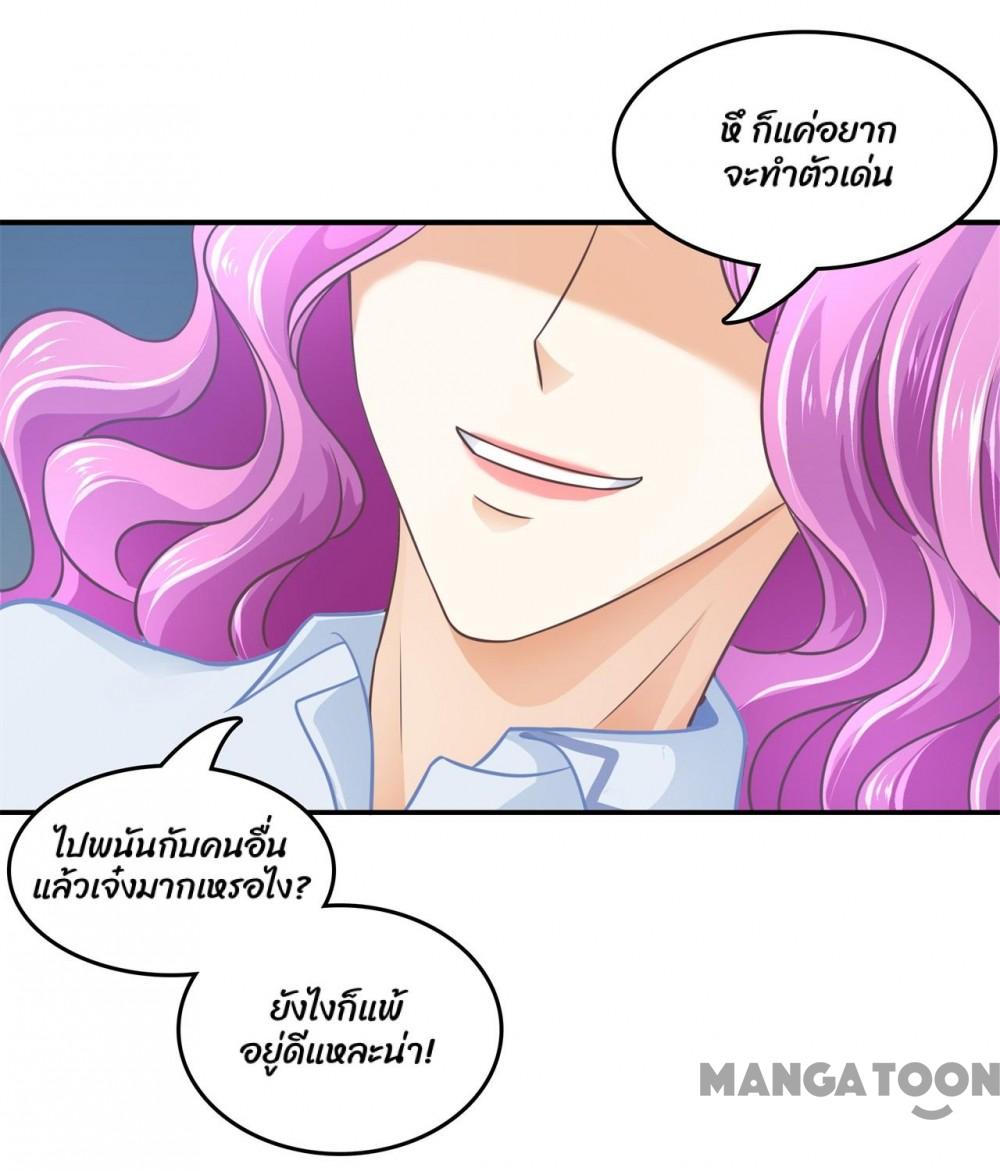 หึ ก็แค่อยาก
จะทำตัวเด่น
ไปพนันกับคนอื่น
แล้วเจ๋งมากเหรอไง?
ยังไงก็แพ้
อยู่ดีแหละน่า!
MANGATOON